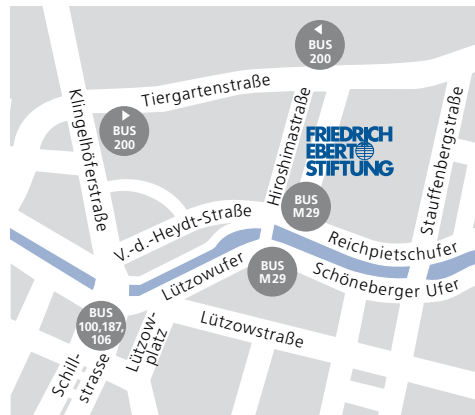 BUS
200
Tiergartenstraße
BUS
200
Klingelhöferstraße
Hiroshimastraße
Stauffenbergstraße
FRIEDRICH
EBERT
STIFTUNG
BUS
M29
V.-d.-Heydt-Straße
Reichpietschufer
BUS
M29
Schöneberger Ufer
Lützowufer
BUS
100,187,
106
Lützow-
platz
Lützowstraße
Schill-
strasse